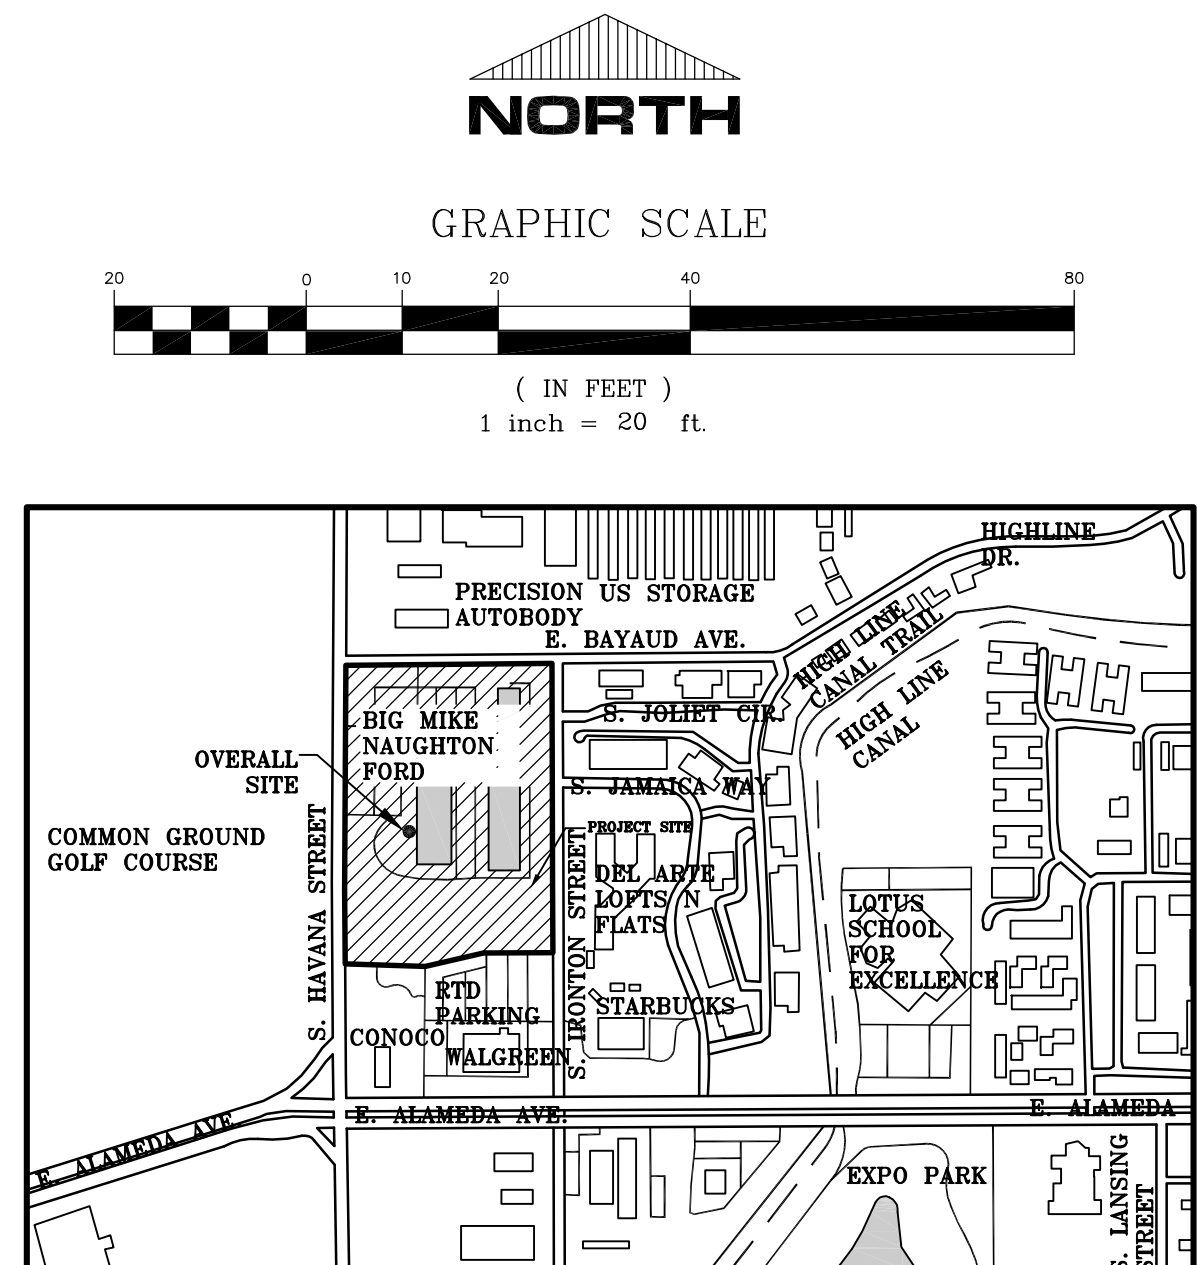 NORTH
GRAPHIC SCALE
20 0 10 20 40 80
( IN FEET )
1 inch = 20 ft.
HIGHLINE
DR.
PRECISION
AUTOBODY
US STORAGE
E. BAYAUD AVE.
HIGH LINE
CANAL TRAIL
HIGH LINE
CANAL
S. JOLIET CIR.
BIG MIKE
NAUGHTON
FORD
OVERALL
SITE
S. JAMAICA WAY
COMMON GROUND
GOLF COURSE
S. HAVANA STREET
PROJECT SITE
S. IRONTON STREET
DEL ARTE
LOFTS N
FLATS
LOTUS
SCHOOL
FOR
EXCELLENCE
RTD
PARKING
STARBUCKS
CONOCO
WALGREEN
E. ALAMEDA AVE.
E. ALAMEDA
E. ALAMEDA AVE
EXPO PARK
S. LANSING
STREET